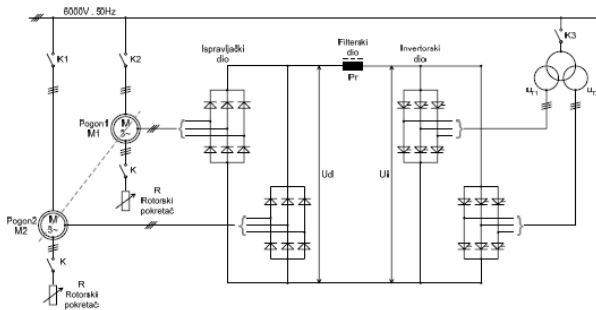 6000V . 50Hz
K1
K2
K3
Ispravljački
dio
Filterski
dio
Invertorski
dio
Pr
Pogon1
M1
M
3~
K
R
Rotorski
pokretač
Pogon2
M2
M
3~
K
R
Rotorski
pokretač
Ud
U